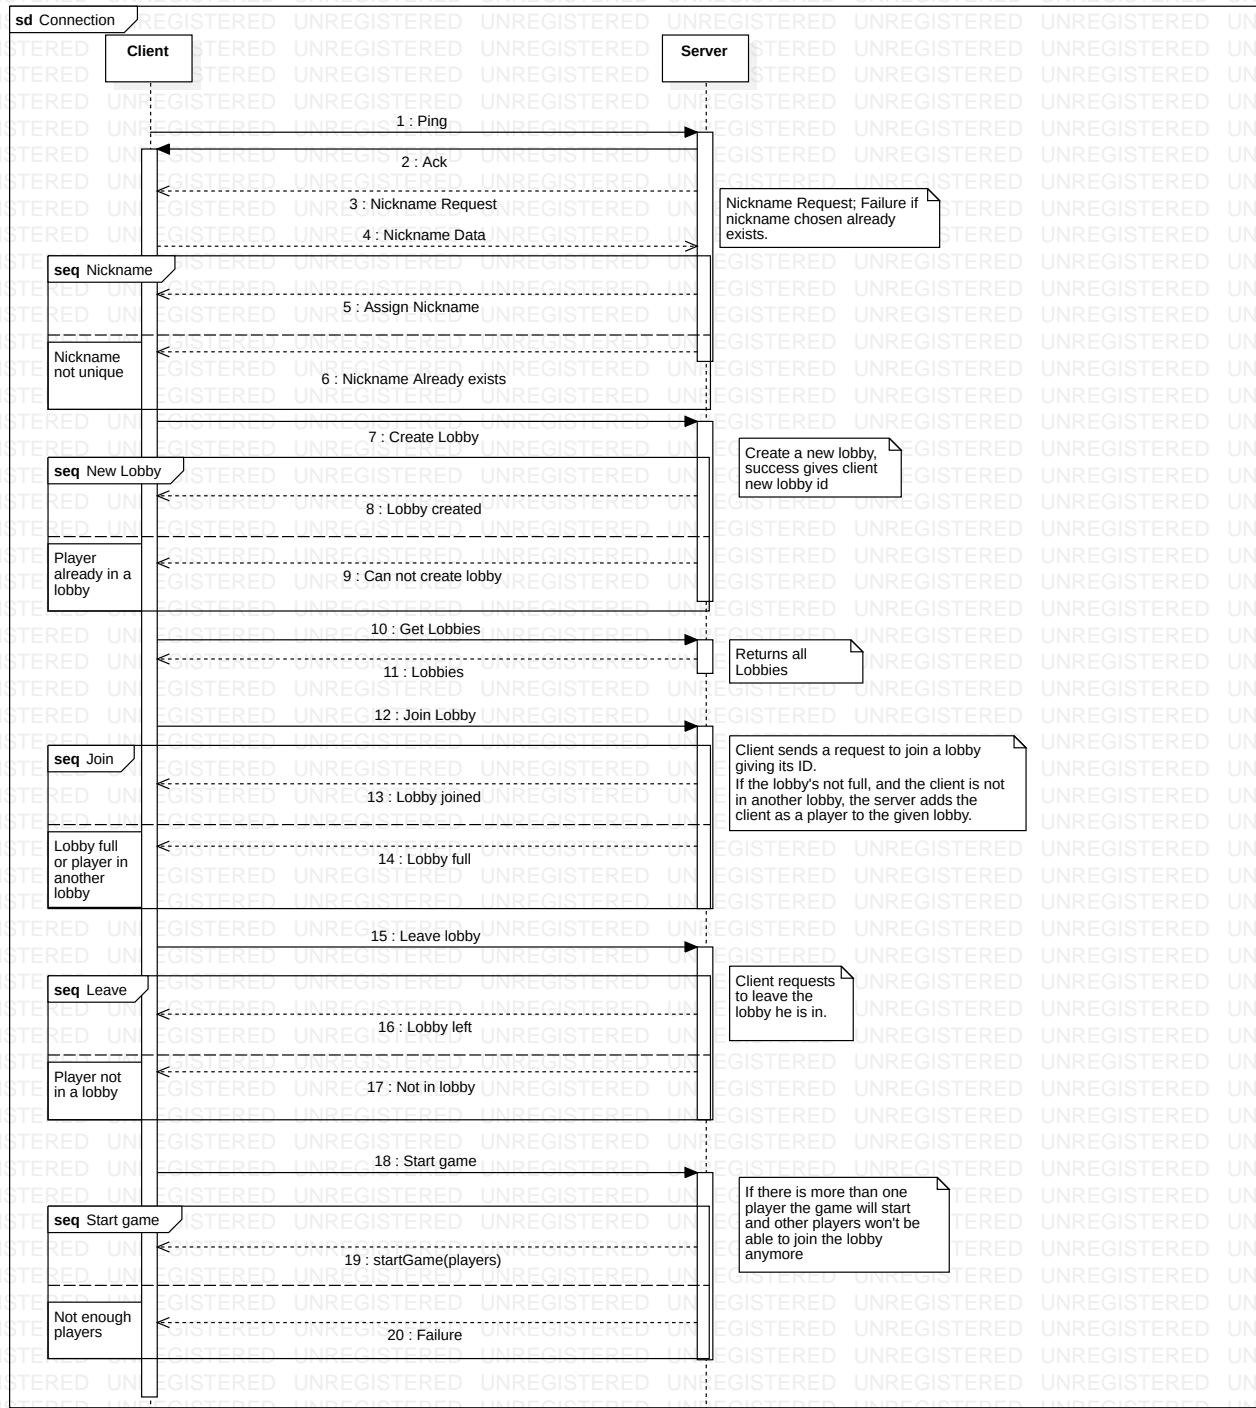 sd Connection
Client
Server
1 : Ping
2 : Ack
3 : Nickname Request
Nickname Request; Failure if
nickname chosen already
exists.
4 : Nickname Data
seq Nickname
5 : Assign Nickname
Nickname
not unique
6 : Nickname Already exists
7 : Create Lobby
Create a new lobby,
success gives client
new lobby id
seq New Lobby
8 : Lobby created
Player
already in a
lobby
9 : Can not create lobby
10 : Get Lobbies
Returns all
Lobbies
11 : Lobbies
12 : Join Lobby
Client sends a request to join a lobby
giving its ID.
If the lobby's not full, and the client is not
in another lobby, the server adds the
client as a player to the given lobby.
seq Join
13 : Lobby joined
Lobby full
or player in
another
lobby
14 : Lobby full
15 : Leave lobby
Client requests
to leave the
lobby he is in.
seq Leave
16 : Lobby left
Player not
in a lobby
17 : Not in lobby
18 : Start game
If there is more than one
player the game will start
and other players won't be
able to join the lobby
anymore
seq Start game
19 : startGame(players)
Not enough
players
20 : Failure
UNREGISTERED